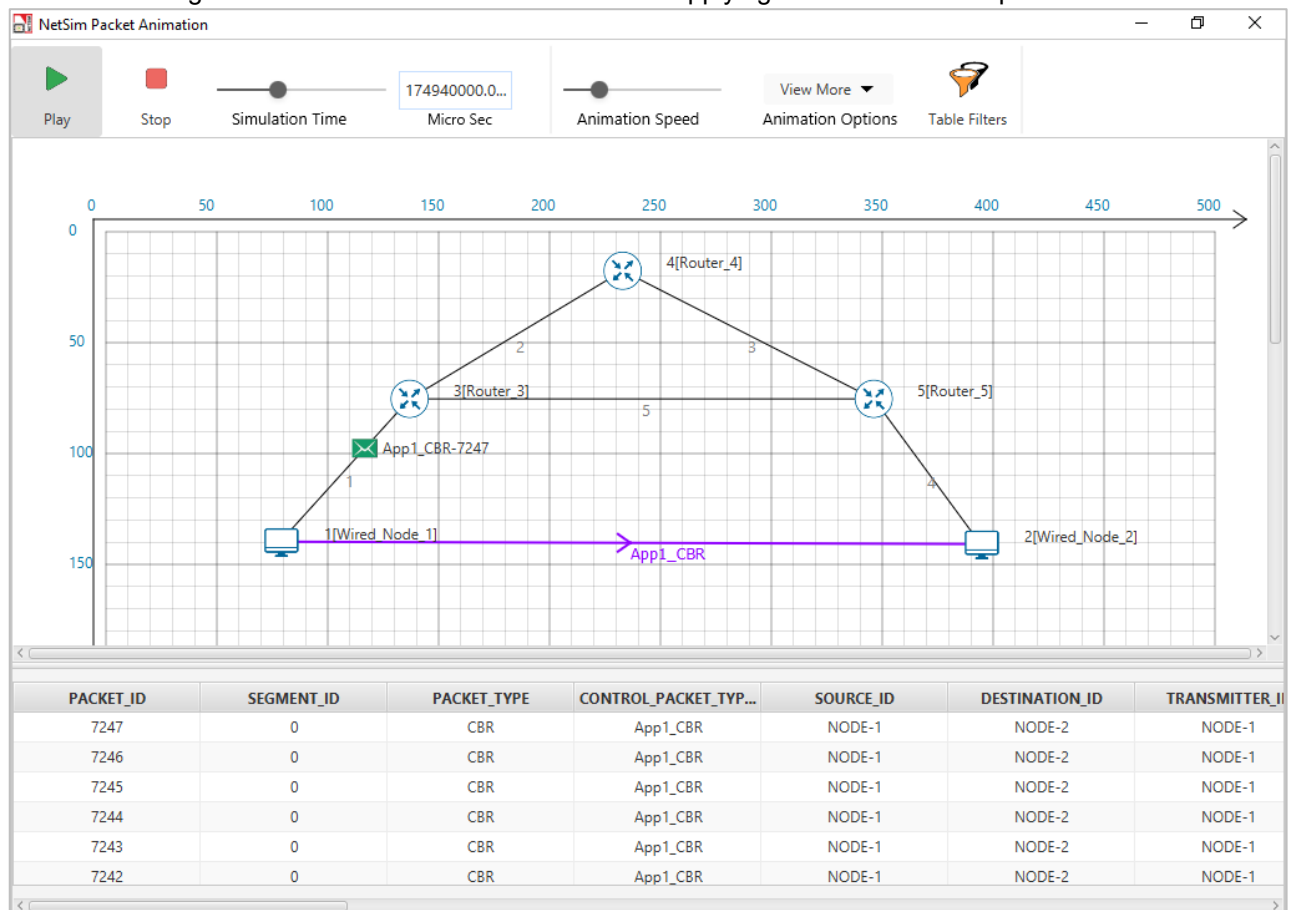 NetSim Packet Animation
Play Stop Simulation Time 174940000.0... Micro Sec Animation Speed View More Animation Options Table Filters
0 50 100 150 200 250 300 350 400 450 500
0
4[Router_4]
50
2 3
3[Router_3] 5[Router_5]
5
100 App1_CBR-7247
1 4
1[Wired_Node_1] 2[Wired_Node_2]
App1_CBR
150
PACKET_ID SEGMENT_ID PACKET_TYPE CONTROL_PACKET_TYP... SOURCE_ID DESTINATION_ID TRANSMITTER_I
7247 0 CBR App1_CBR NODE-1 NODE-2 NODE-1
7246 0 CBR App1_CBR NODE-1 NODE-2 NODE-1
7245 0 CBR App1_CBR NODE-1 NODE-2 NODE-1
7244 0 CBR App1_CBR NODE-1 NODE-2 NODE-1
7243 0 CBR App1_CBR NODE-1 NODE-2 NODE-1
7242 0 CBR App1_CBR NODE-1 NODE-2 NODE-1